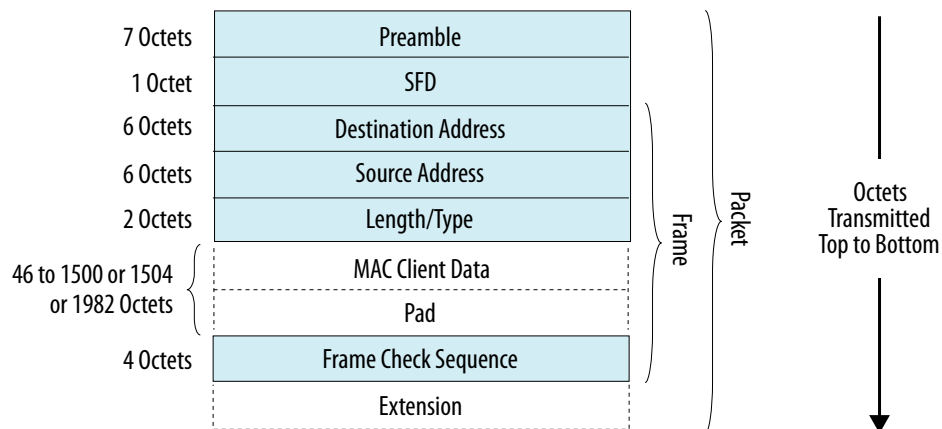 7 Octets
Preamble
1 Octet
SFD
6 Octets
Destination Address
6 Octets
Source Address
2 Octets
Length/Type
46 to 1500 or 1504
or 1982 Octets
MAC Client Data
Pad
4 Octets
Frame Check Sequence
Extension
Frame
Packet
Octets
Transmitted
Top to Bottom